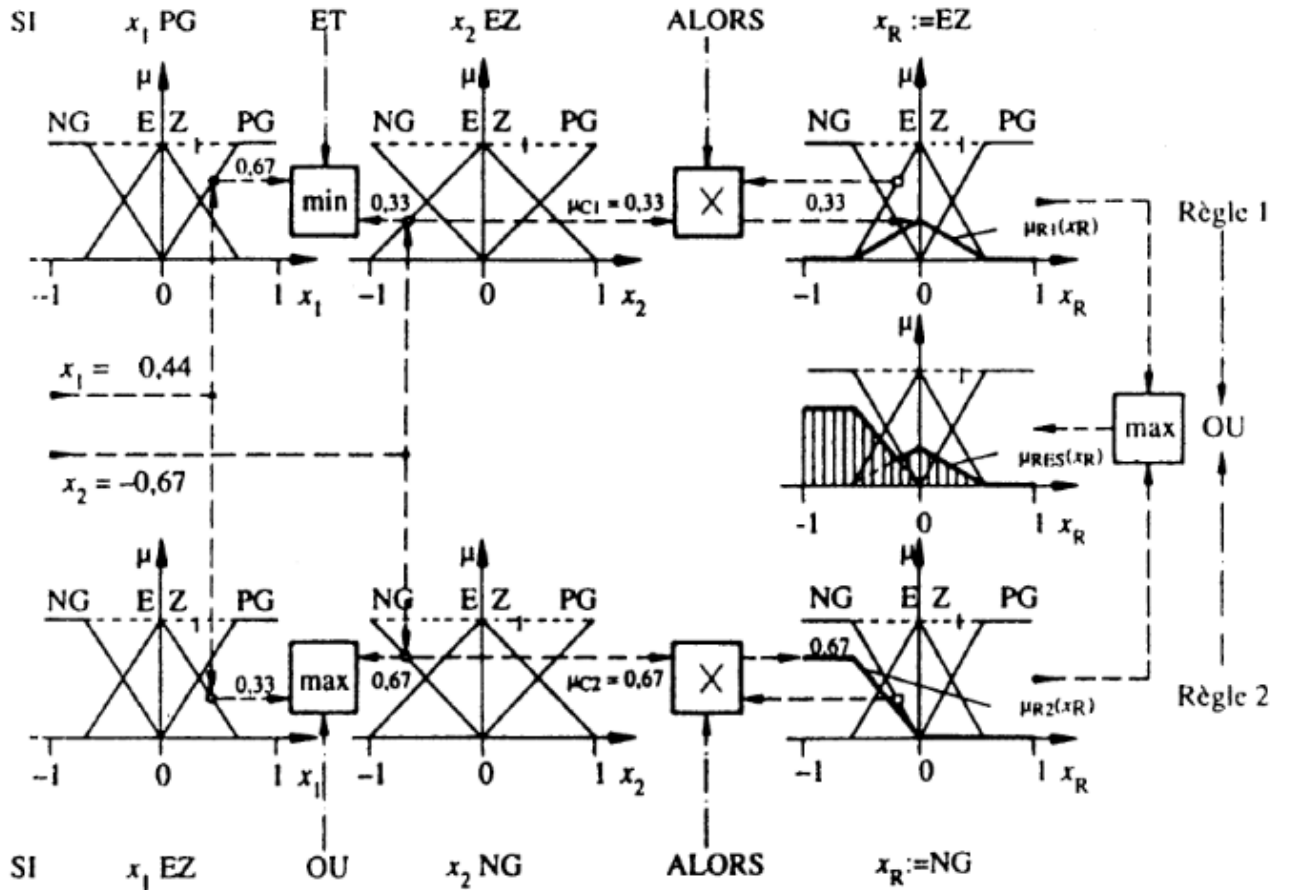 SI x₁ PG ET x₂ EZ ALORS x_R :=EZ
μ μ μ
NG E Z PG NG E Z PG NG E Z PG
0,67
min 0,33 μC1 = 0,33 X 0,33 μR1(xR) Règle 1
-1 0 1 x₁ -1 0 1 x₂ -1 0 1 x_R
μ
x₁ = 0,44
max OU
μRES(xR)
x₂ = -0,67
-1 0 1 x_R
μ μ μ
NG E Z PG NG E Z PG NG E Z PG
0,33 max 0,67 μC2 = 0,67 X 0,67 μR2(xR) Règle 2
-1 0 1 x₁ -1 0 1 x₂ -1 0 1 x_R
SI x₁ EZ OU x₂ NG ALORS x_R:=NG